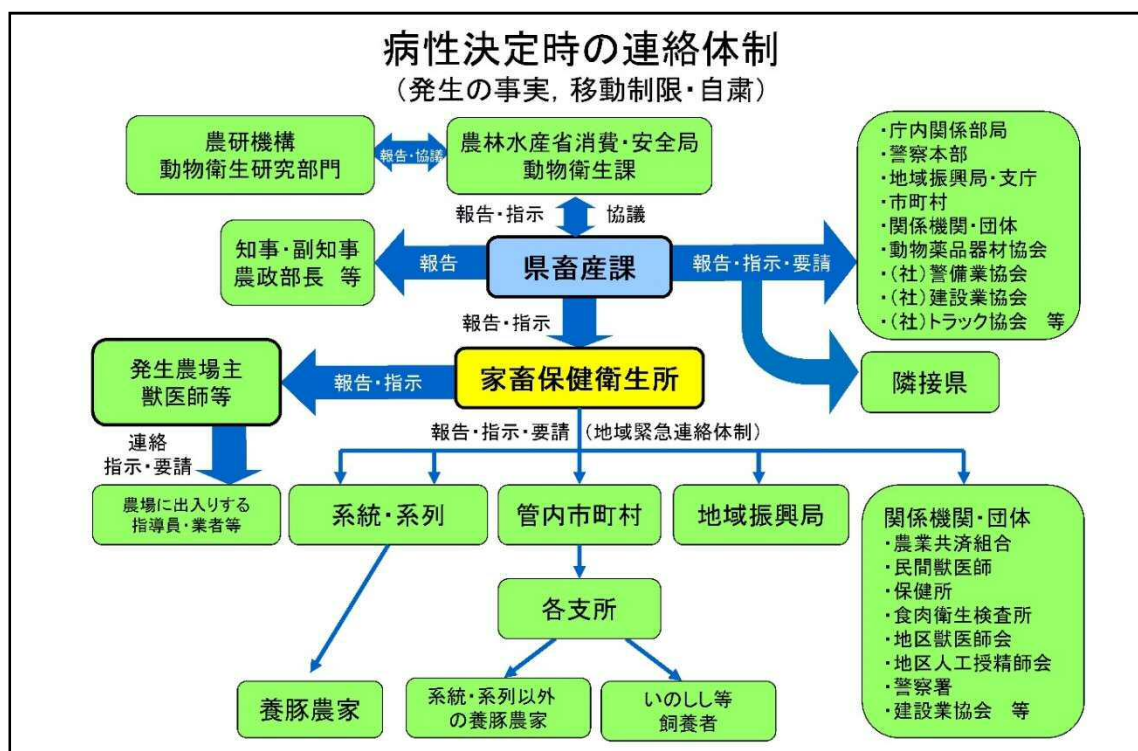 病性決定時の連絡体制
（発生の事実，移動制限・自粛）
農研機構
動物衛生研究部門
報告・協議
農林水産省消費・安全局
動物衛生課
・庁内関係部局
・警察本部
・地域振興局・支庁
・市町村
・関係機関・団体
・動物薬品器材協会
・（社）警備業協会
・（社）建設業協会
・（社）トラック協会　等
報告・指示
協議
知事・副知事
農政部長　等
報告
県畜産課
報告・指示・要請
報告・指示
隣接県
発生農場主
獣医師等
報告・指示
家畜保健衛生所
連絡
指示・要請
報告・指示・要請（地域緊急連絡体制）
農場に出入りする
指導員・業者等
系統・系列
管内市町村
地域振興局
関係機関・団体
・農業共済組合
・民間獣医師
・保健所
・食肉衛生検査所
・地区獣医師会
・地区人工授精師会
・警察署
・建設業協会　等
各支所
養豚農家
系統・系列以外
の養豚農家
いのしし等
飼養者